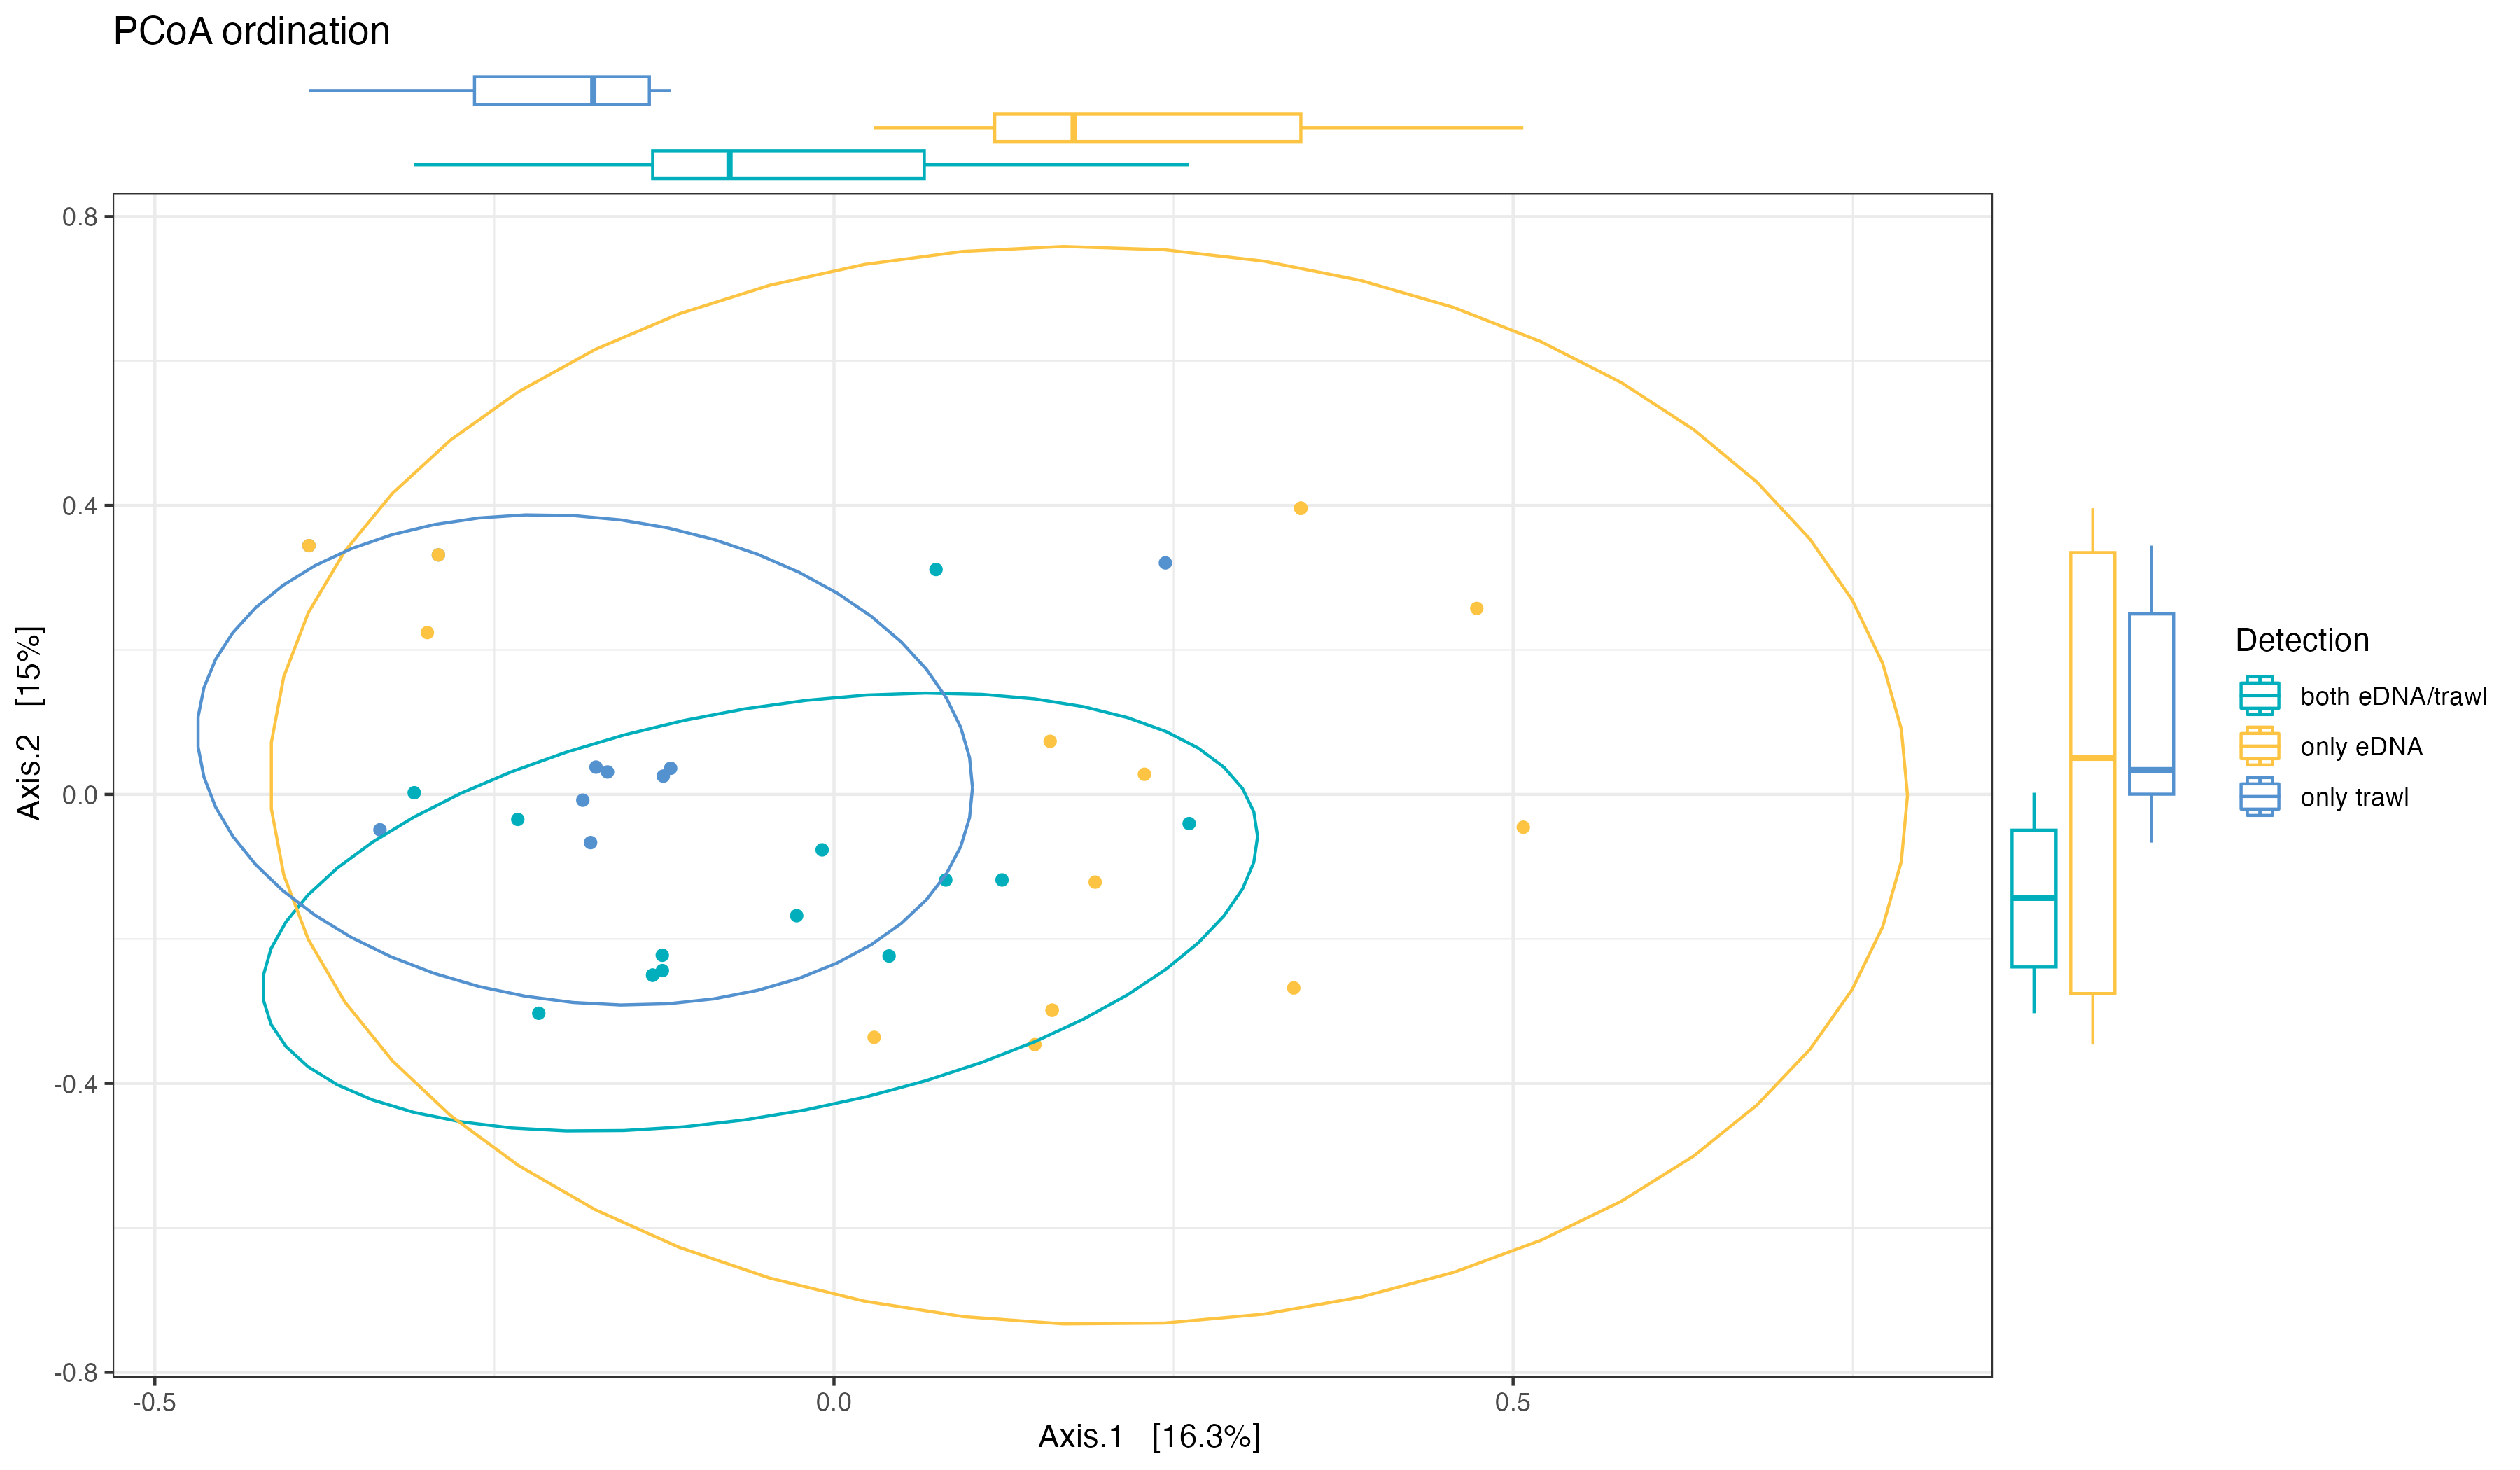 PCoA ordination
0.8
0.4
0.0
-0.4
-0.8
Axis.2 [15%]
-0.5
0.0
0.5
Axis.1 [16.3%]
Detection
both eDNA/trawl
only eDNA
only trawl